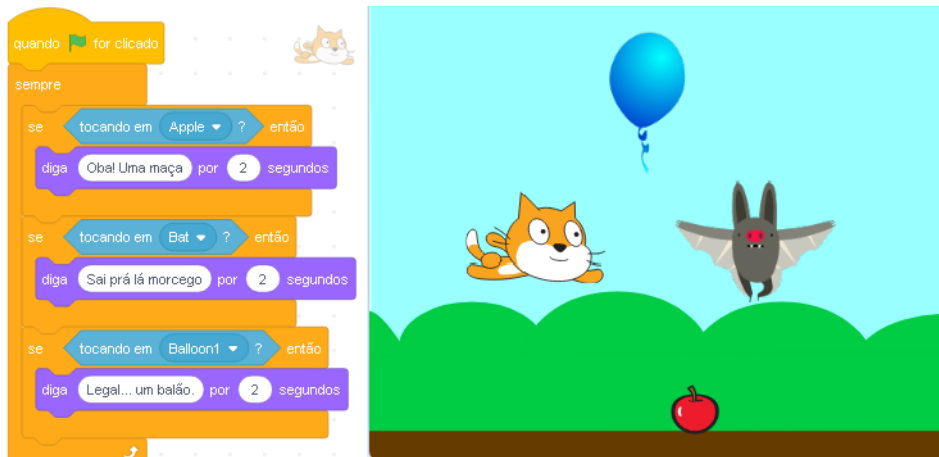 quando for clicado
sempre
se tocando em Apple ? então
diga Oba! Uma maça por 2 segundos
se tocando em Bat ? então
diga Sai prá lá morcego por 2 segundos
se tocando em Balloon1 ? então
diga Legal... um balão. por 2 segundos